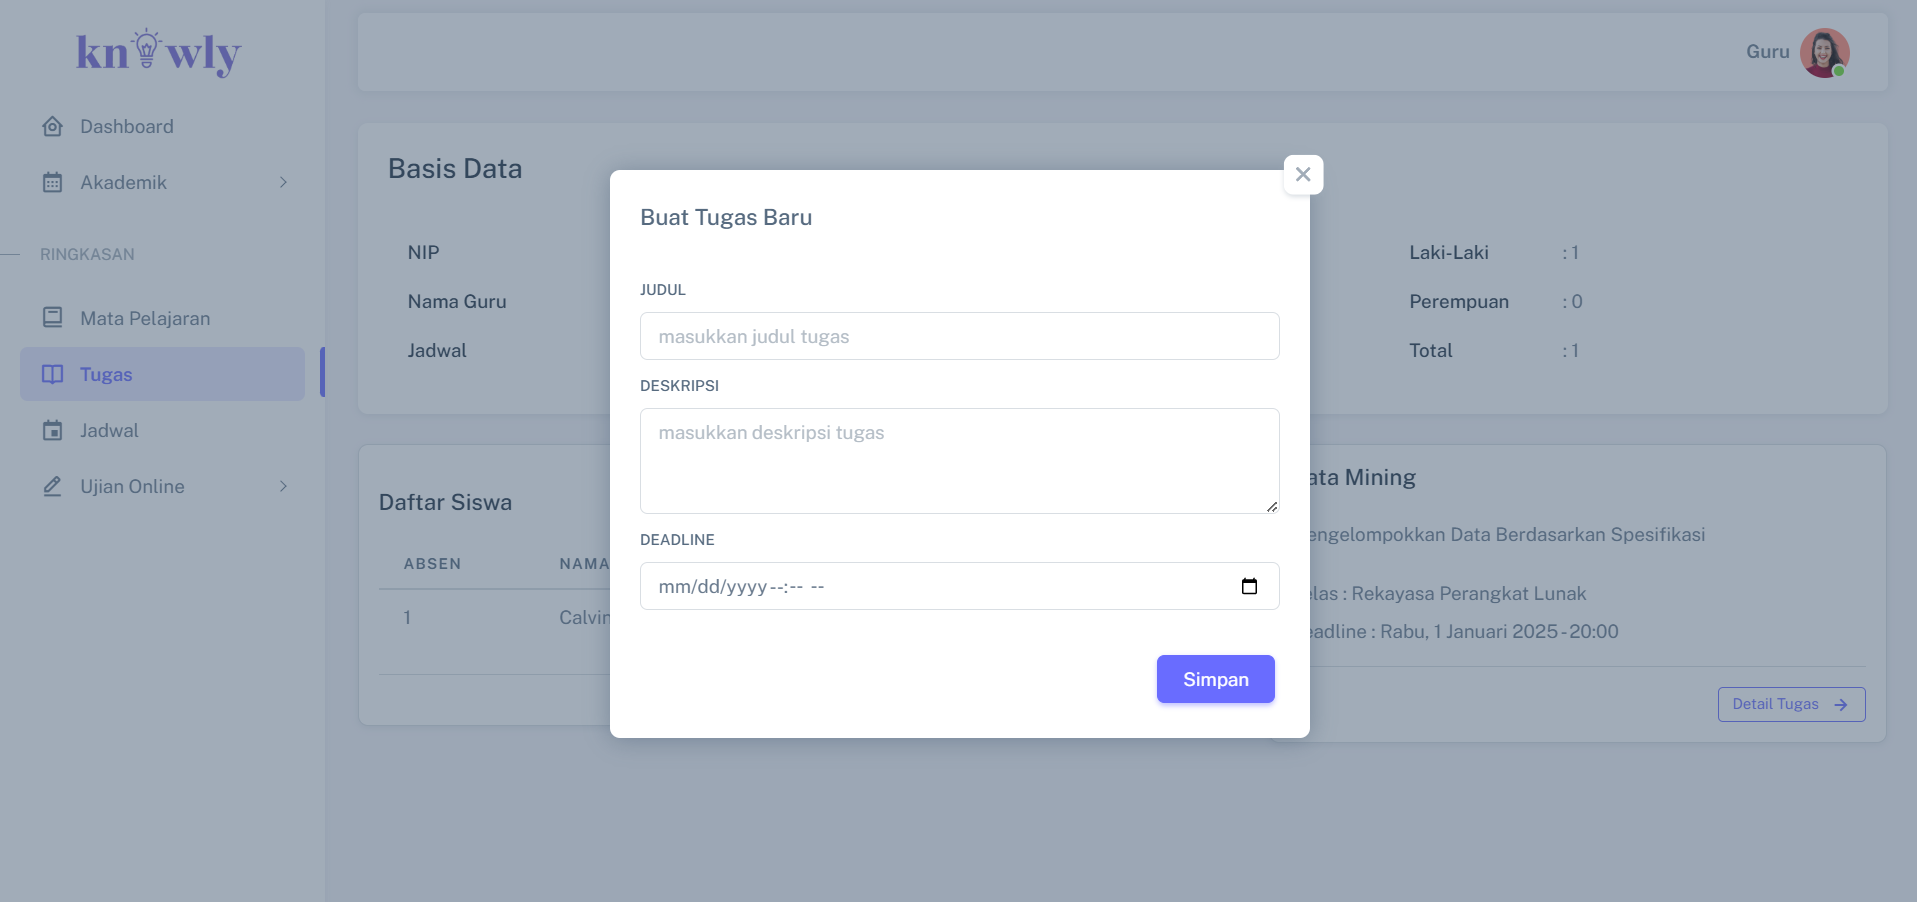 knowly
Guru
Dashboard
Akademik
RINGKASAN
Mata Pelajaran
Tugas
Jadwal
Ujian Online
Basis Data
NIP
Nama Guru
Jadwal
Laki-Laki : 1
Perempuan : 0
Total : 1
Buat Tugas Baru
JUDUL
masukkan judul tugas
DESKRIPSI
masukkan deskripsi tugas
DEADLINE
mm/dd/yyyy --:-- --
Simpan
Daftar Siswa
ABSEN NAMA
1 Calvin
ata Mining
engelompokkan Data Berdasarkan Spesifikasi
elas : Rekayasa Perangkat Lunak
eadline : Rabu, 1 Januari 2025 - 20:00
Detail Tugas